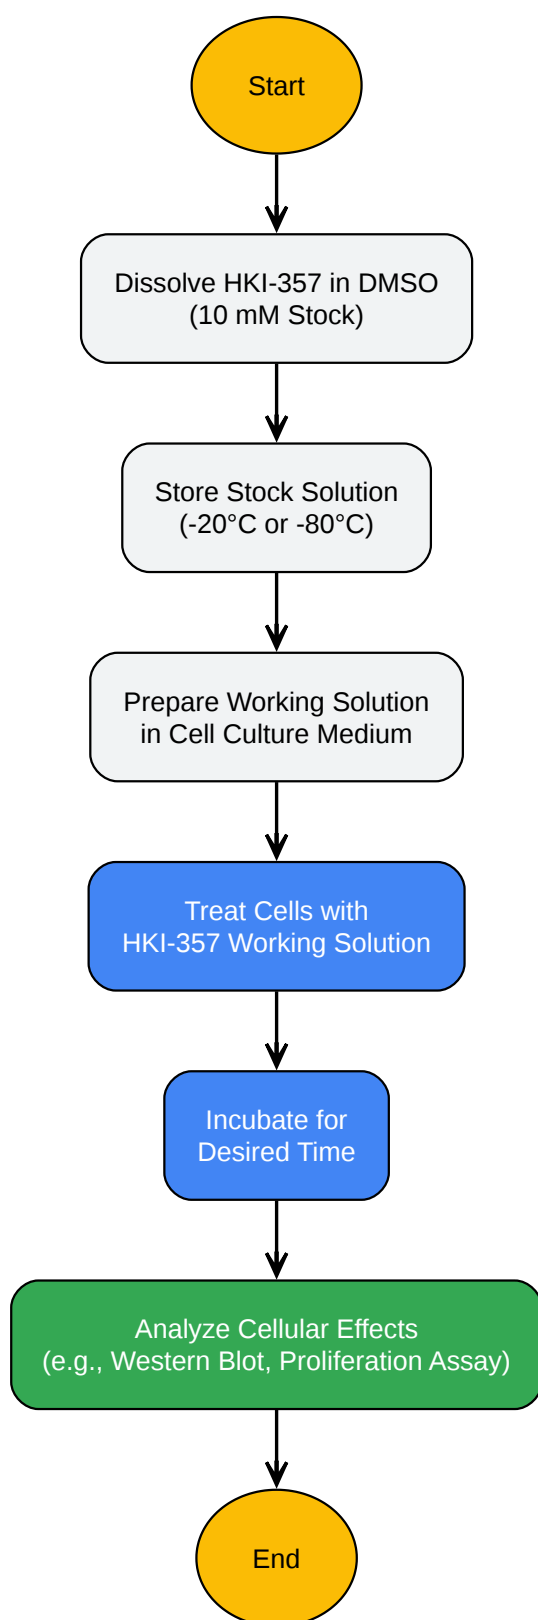 Start
Dissolve HKI-357 in DMSO
(10 mM Stock)
Store Stock Solution
(-20°C or -80°C)
Prepare Working Solution
in Cell Culture Medium
Treat Cells with
HKI-357 Working Solution
Incubate for
Desired Time
Analyze Cellular Effects
(e.g., Western Blot, Proliferation Assay)
End